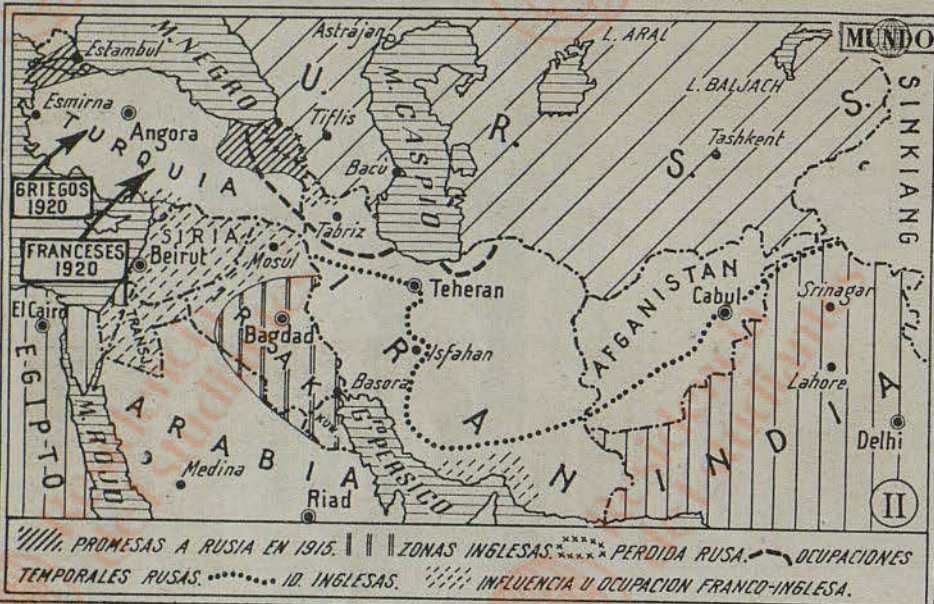 MUNDO
Estambul
M. NEGRO
Astrájan
L. ARAL
L. BALJACH
SINKIANG
U. R. S. S.
Esmirna
Angora
TURQUIA
Tiflis
Bacú
M. CASPIO
Tashkent
GRIEGOS
1920
FRANCESES
1920
SIRIA
Beirut
Mosul
Tabriz
Teheran
AFGANISTAN
Cabul
Srinagar
El Cairo
EGIPTO
TRANSJ.
IRAK
Bagdad
Isfahan
IRAN
Lahore
Basora
KUW.
Gfo PERSICO
INDIA
Delhi
M. ROJO
ARABIA
Medina
Riad
II
PROMESAS A RUSIA EN 1915. ZONAS INGLESAS. PERDIDA RUSA. OCUPACIONES
TEMPORALES RUSAS. ID. INGLESAS. INFLUENCIA U OCUPACION FRANCO-INGLESA.